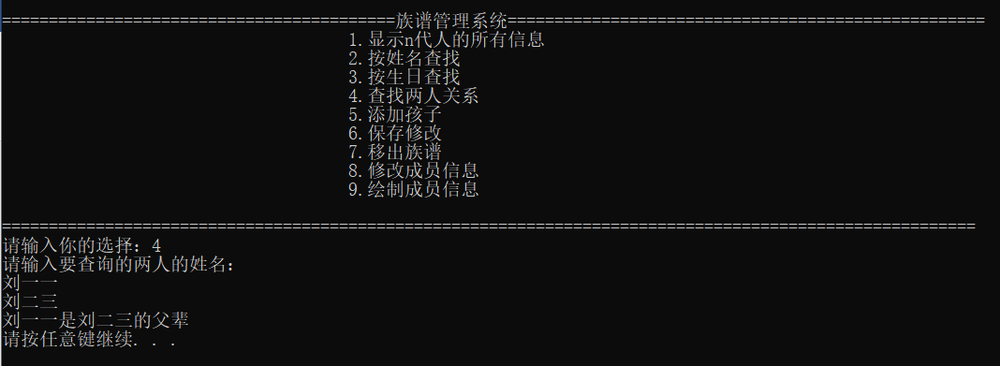 ==========================================族谱管理系统===================================================
1.显示n代人的所有信息
2.按姓名查找
3.按生日查找
4.查找两人关系
5.添加孩子
6.保存修改
7.移出族谱
8.修改成员信息
9.绘制成员信息
========================================================================================================
请输入你的选择：4
请输入要查询的两人的姓名：
刘一一
刘二三
刘一一是刘二三的父辈
请按任意键继续. . .